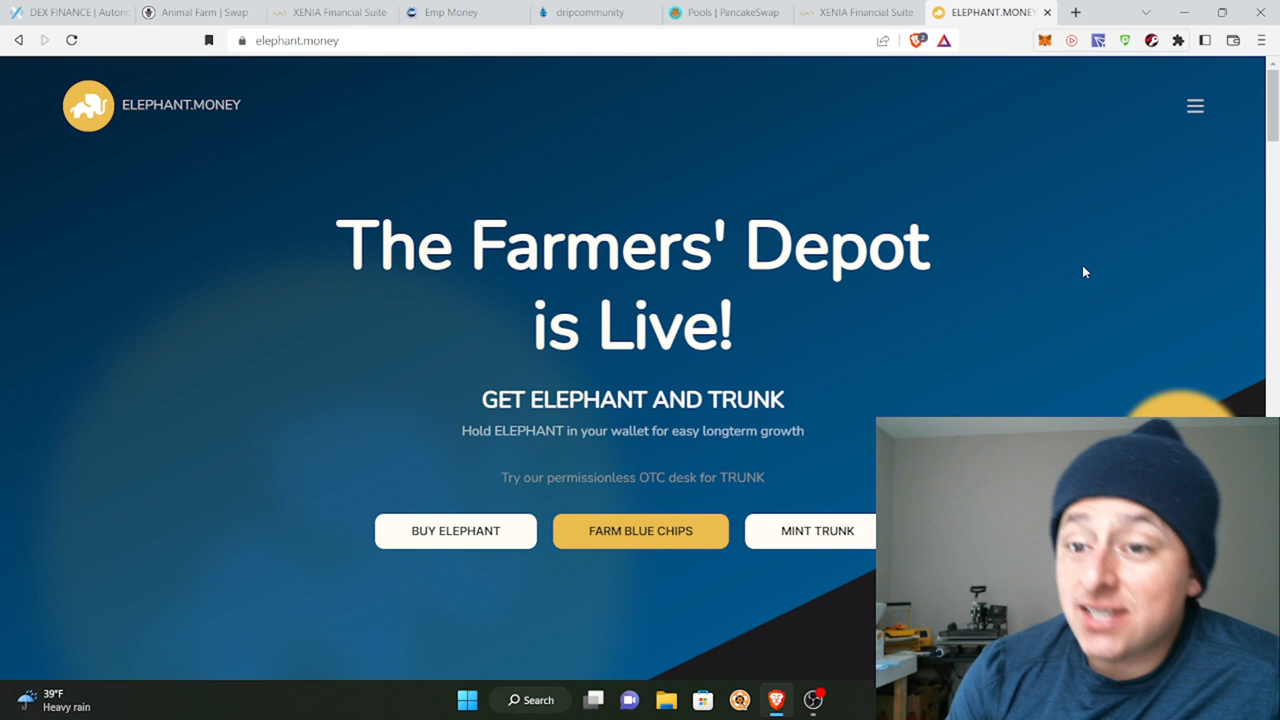 DEX FINANCE | Autono
Animal Farm | Swap
XENIA Financial Suite
Emp Money
dripcommunity
Pools | PancakeSwap
XENIA Financial Suite
ELEPHANT.MONEY
elephant.money
2
ELEPHANT.MONEY
The Farmers' Depot
is Live!
GET ELEPHANT AND TRUNK
Hold ELEPHANT in your wallet for easy longterm growth
Try our permissionless OTC desk for TRUNK
BUY ELEPHANT
FARM BLUE CHIPS
MINT TRUNK
39°F
Heavy rain
Search